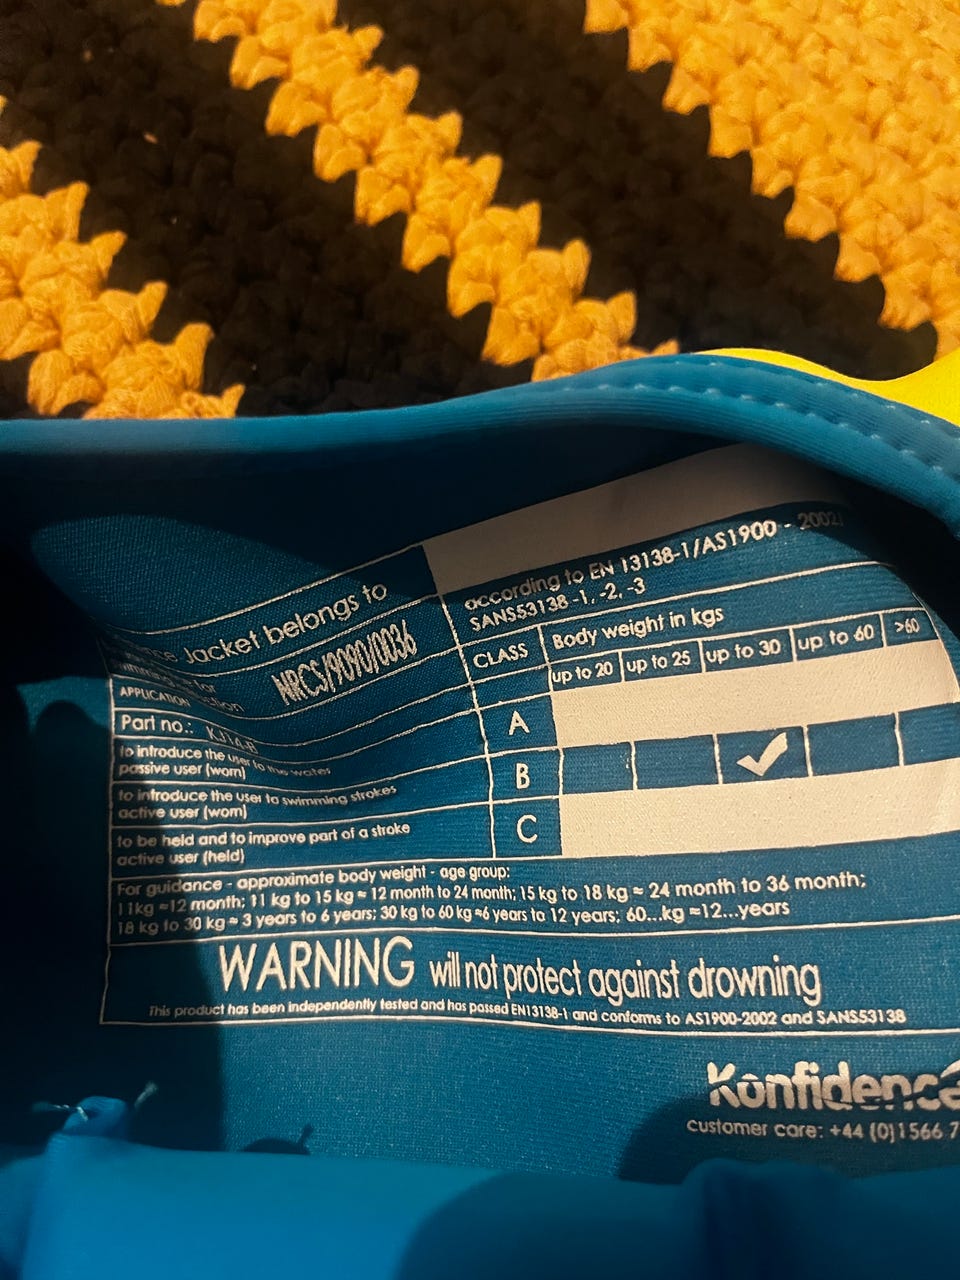 Jacket belongs to
according to EN 13138-1/AS1900 - 2002/
SANS53138 -1, -2, -3
NRCS/9090/0036
APPLICATION
Part no.: KJ14-B
CLASS
Body weight in kgs
up to 20 up to 25 up to 30 up to 60 >60
to introduce the user to the water
passive user (worn)
A
to introduce the user to swimming strokes
active user (worn)
B ✓
to be held and to improve part of a stroke
active user (held)
C
For guidance - approximate body weight - age group:
11kg ≈12 month; 11 kg to 15 kg ≈ 12 month to 24 month; 15 kg to 18 kg ≈ 24 month to 36 month;
18 kg to 30 kg ≈ 3 years to 6 years; 30 kg to 60 kg ≈6 years to 12 years; 60...kg ≈12...years
WARNING will not protect against drowning
This product has been independently tested and has passed EN13138-1 and conforms to AS1900-2002 and SANS53138
Konfidence
customer care: +44 (0)1566 7